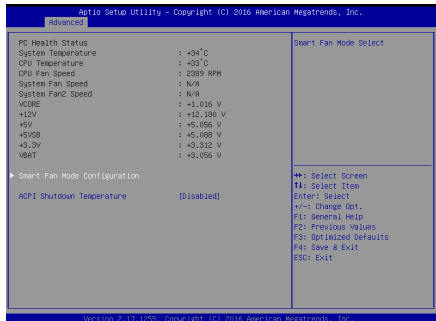 Aptio Setup Utility – Copyright (C) 2016 American Megatrends, Inc.
Advanced
PC Health Status
System Temperature : +34°C
CPU Temperature : +33°C
CPU Fan Speed : 2389 RPM
System Fan Speed : N/A
System Fan2 Speed : N/A
VCORE : +1.016 V
+12V : +12.180 V
+5V : +5.056 V
+5VSB : +5.088 V
+3.3V : +3.312 V
VBAT : +3.056 V
Smart Fan Mode Configuration
ACPI Shutdown Temperature [Disabled]
Smart Fan Mode Select
→←: Select Screen
↑↓: Select Item
Enter: Select
+/-: Change Opt.
F1: General Help
F2: Previous Values
F3: Optimized Defaults
F4: Save & Exit
ESC: Exit
Version 2.17.1255. Copyright (C) 2016 American Megatrends, Inc.